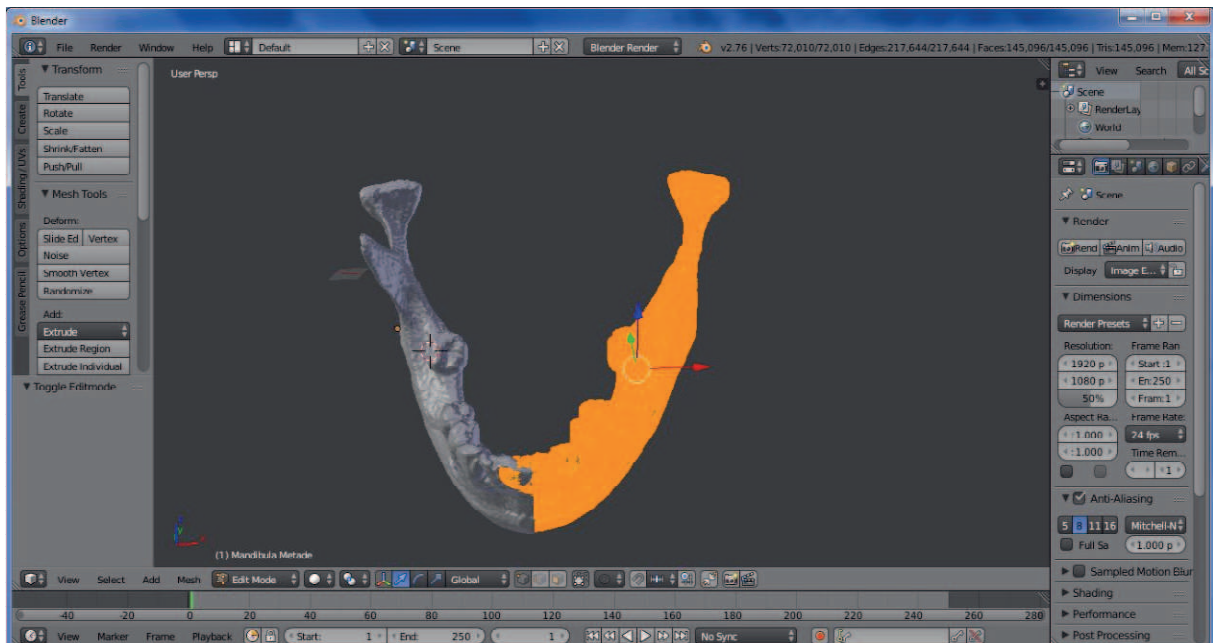 Blender
File Render Window Help Default Scene Blender Render v2.76 | Verts:72,010/72,010 | Edges:217,644/217,644 | Faces:145,096/145,096 | Tris:145,096 | Mem:127.
Tools
Create
Shading / UVs
Options
Grease Pencil
Transform
Translate
Rotate
Scale
Shrink/Fatten
Push/Pull
Mesh Tools
Deform:
Slide Ed Vertex
Noise
Smooth Vertex
Randomize
Add:
Extrude
Extrude Region
Extrude Individual
Toggle Editmode
User Persp
(1) Mandibula Metade
View Search All Sc
Scene
RenderLay
World
Scene
Render
Rend Anim Audio
Display Image E...
Dimensions
Render Presets
Resolution: Frame Ran
1920 p Start :1
1080 p En:250
50% Fram:1
Aspect Ra... Frame Rate:
:1.000 24 fps
:1.000 Time Rem...
1
Anti-Aliasing
5 8 11 16 Mitchell-N
Full Sa 1.000 p
Sampled Motion Blur
Shading
Performance
Post Processing
View Select Add Mesh Edit Mode Global
-40 -20 0 20 40 60 80 100 120 140 160 180 200 220 240 260 280
View Marker Frame Playback Start: 1 End: 250 1 No Sync